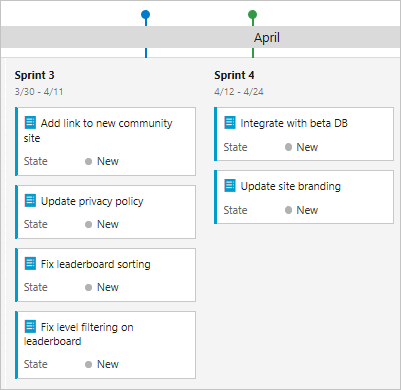 April
Sprint 3
3/30 - 4/11
Add link to new community
site
State New
Update privacy policy
State New
Fix leaderboard sorting
State New
Fix level filtering on
leaderboard
State New
Sprint 4
4/12 - 4/24
Integrate with beta DB
State New
Update site branding
State New